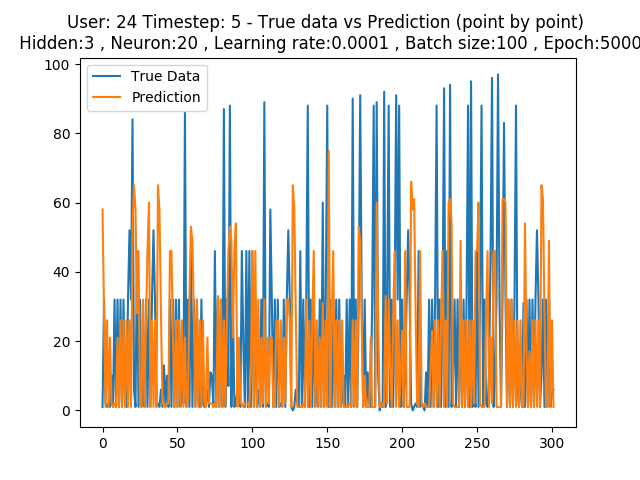 User: 24 Timestep: 5 - True data vs Prediction (point by point)
Hidden:3 , Neuron:20 , Learning rate:0.0001 , Batch size:100 , Epoch:5000
True Data
Prediction
100
80
60
40
20
0
0 50 100 150 200 250 300